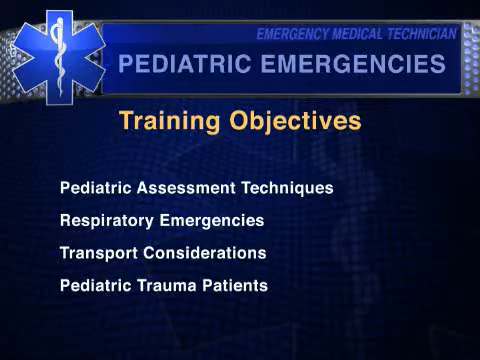 EMERGENCY MEDICAL TECHNICIAN
PEDIATRIC EMERGENCIES
Training Objectives
Pediatric Assessment Techniques
Respiratory Emergencies
Transport Considerations
Pediatric Trauma Patients